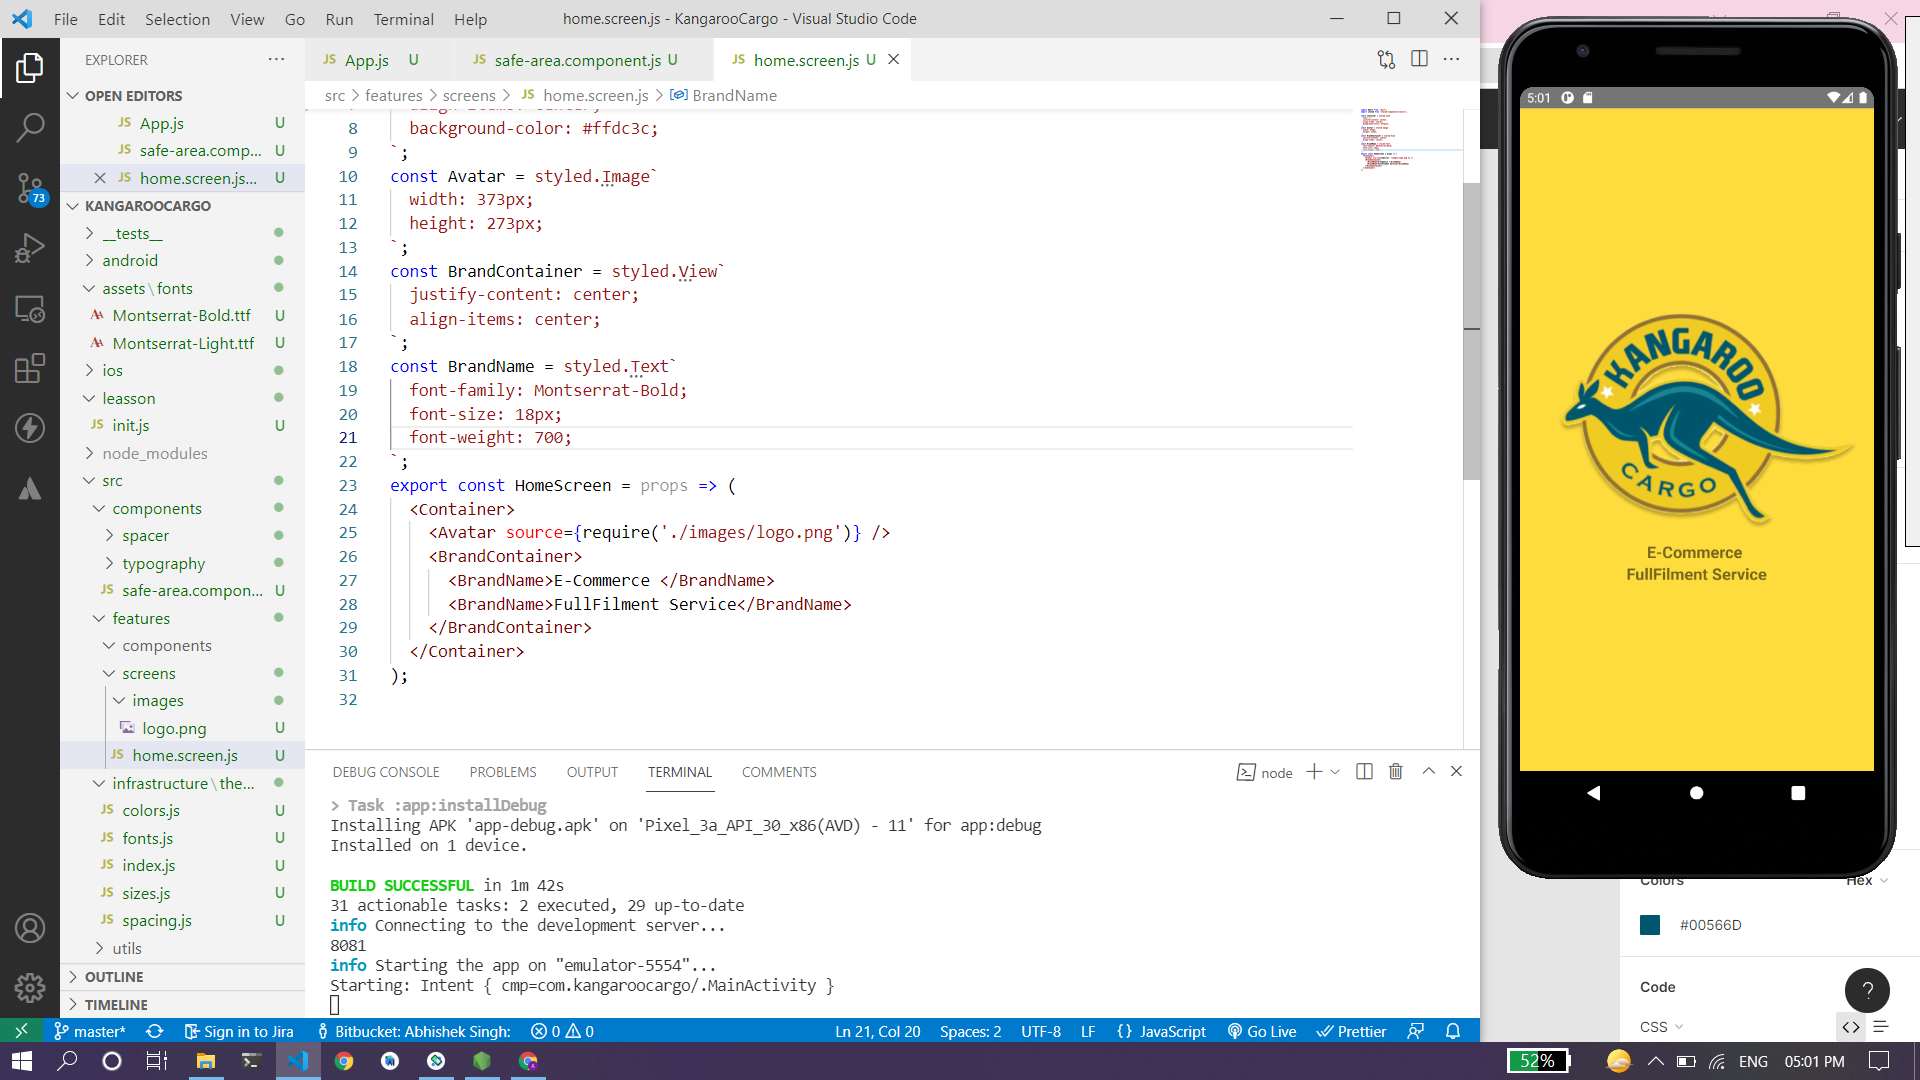 File Edit Selection View Go Run Terminal Help
home.screen.js - KangarooCargo - Visual Studio Code
EXPLORER
OPEN EDITORS
JS App.js U
JS safe-area.comp... U
JS home.screen.js... U
KANGAROOCARGO
__tests__
android
assets\fonts
Montserrat-Bold.ttf U
Montserrat-Light.ttf U
ios
leasson
JS init.js U
node_modules
src
components
spacer
typography
JS safe-area.compon... U
features
components
screens
images
logo.png U
JS home.screen.js U
infrastructure\the...
JS colors.js U
JS fonts.js U
JS index.js U
JS sizes.js U
JS spacing.js U
utils
OUTLINE
TIMELINE
73
JS App.js U
JS safe-area.component.js U
JS home.screen.js U
src > features > screens > JS home.screen.js > BrandName
8 background-color: #ffdc3c;
9 `;
10 const Avatar = styled.Image`
11 width: 373px;
12 height: 273px;
13 `;
14 const BrandContainer = styled.View`
15 justify-content: center;
16 align-items: center;
17 `;
18 const BrandName = styled.Text`
19 font-family: Montserrat-Bold;
20 font-size: 18px;
21 font-weight: 700;
22 `;
23 export const HomeScreen = props => (
24 <Container>
25 <Avatar source={require('./images/logo.png')} />
26 <BrandContainer>
27 <BrandName>E-Commerce </BrandName>
28 <BrandName>FullFilment Service</BrandName>
29 </BrandContainer>
30 </Container>
31 );
32
DEBUG CONSOLE PROBLEMS OUTPUT TERMINAL COMMENTS
node
> Task :app:installDebug
Installing APK 'app-debug.apk' on 'Pixel_3a_API_30_x86(AVD) - 11' for app:debug
Installed on 1 device.
BUILD SUCCESSFUL in 1m 42s
31 actionable tasks: 2 executed, 29 up-to-date
info Connecting to the development server...
8081
info Starting the app on "emulator-5554"...
Starting: Intent { cmp=com.kangaroocargo/.MainActivity }
5:01
KANGAROO
CARGO
E-Commerce
FullFilment Service
Colors Hex
#00566D
Code
?
CSS
master* Sign in to Jira Bitbucket: Abhishek Singh: 0 0 Ln 21, Col 20 Spaces: 2 UTF-8 LF {} JavaScript Go Live Prettier
52% ENG 05:01 PM